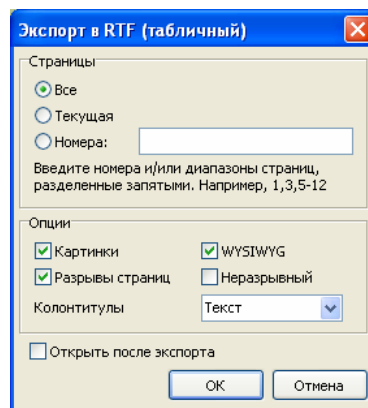 Экспорт в RTF (табличный)
Страницы
Все
Текущая
Номера:
Введите номера и/или диапазоны страниц,
разделенные запятыми. Например, 1,3,5-12
Опции
Картинки WYSIWYG
Разрывы страниц Неразрывный
Колонтитулы Текст
Открыть после экспорта
ОК Отмена